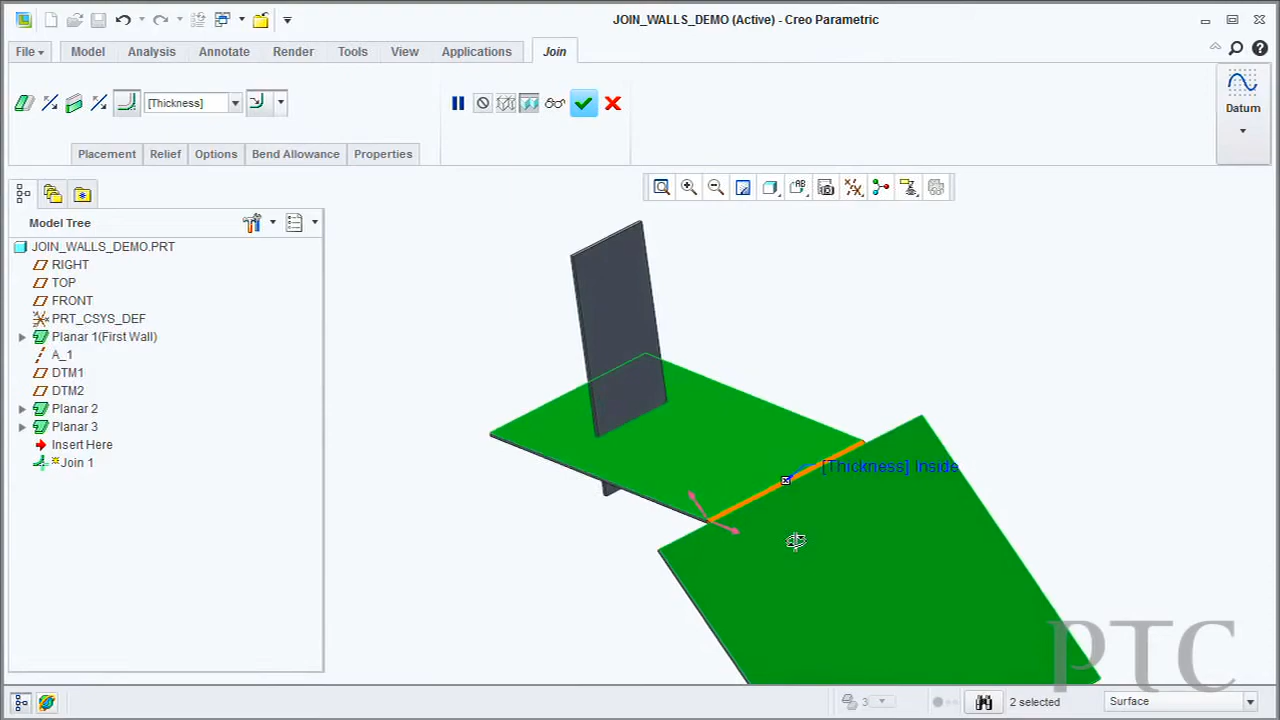 JOIN_WALLS_DEMO (Active) - Creo Parametric
File Model Analysis Annotate Render Tools View Applications Join
[Thickness]
Datum
Placement Relief Options Bend Allowance Properties
Model Tree
JOIN_WALLS_DEMO.PRT
RIGHT
TOP
FRONT
PRT_CSYS_DEF
Planar 1(First Wall)
A_1
DTM1
DTM2
Planar 2
Planar 3
Insert Here
Join 1
[Thickness] Inside
PTC
3
2 selected
Surface